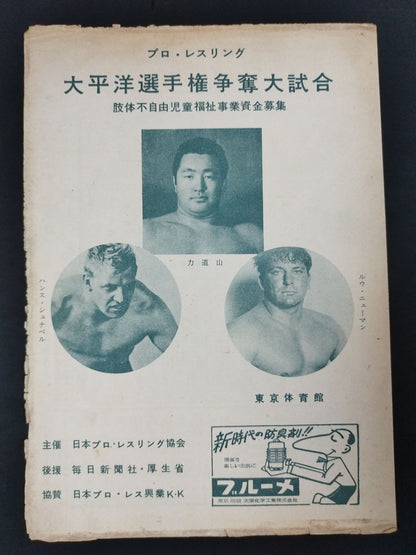 プロ・レスリング
大平洋選手権争奪大試合
肢体不自由児童福祉事業資金募集
力道山
ハンス・シュナベル
ルウ・ニューマン
東京体育館
主催 日本プロ・レスリング協会
後援 毎日新聞社・厚生省
協賛 日本プロ・レス興業K・K
新時代の防臭剤!!
ブルーメ